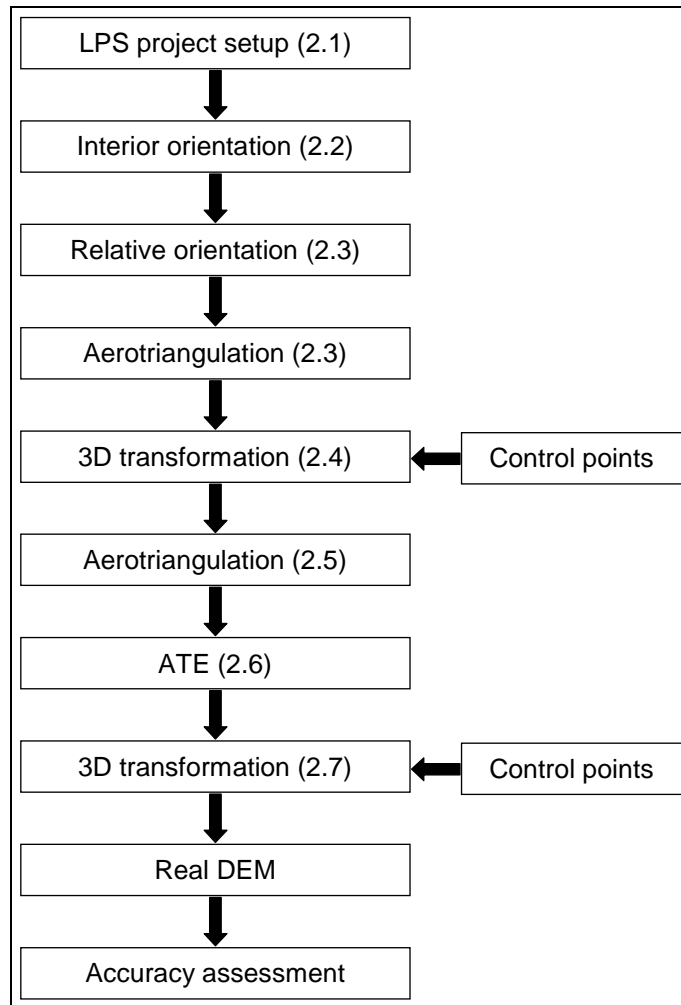 LPS project setup (2.1)
Interior orientation (2.2)
Relative orientation (2.3)
Aerotriangulation (2.3)
3D transformation (2.4)
Control points
Aerotriangulation (2.5)
ATE (2.6)
3D transformation (2.7)
Control points
Real DEM
Accuracy assessment